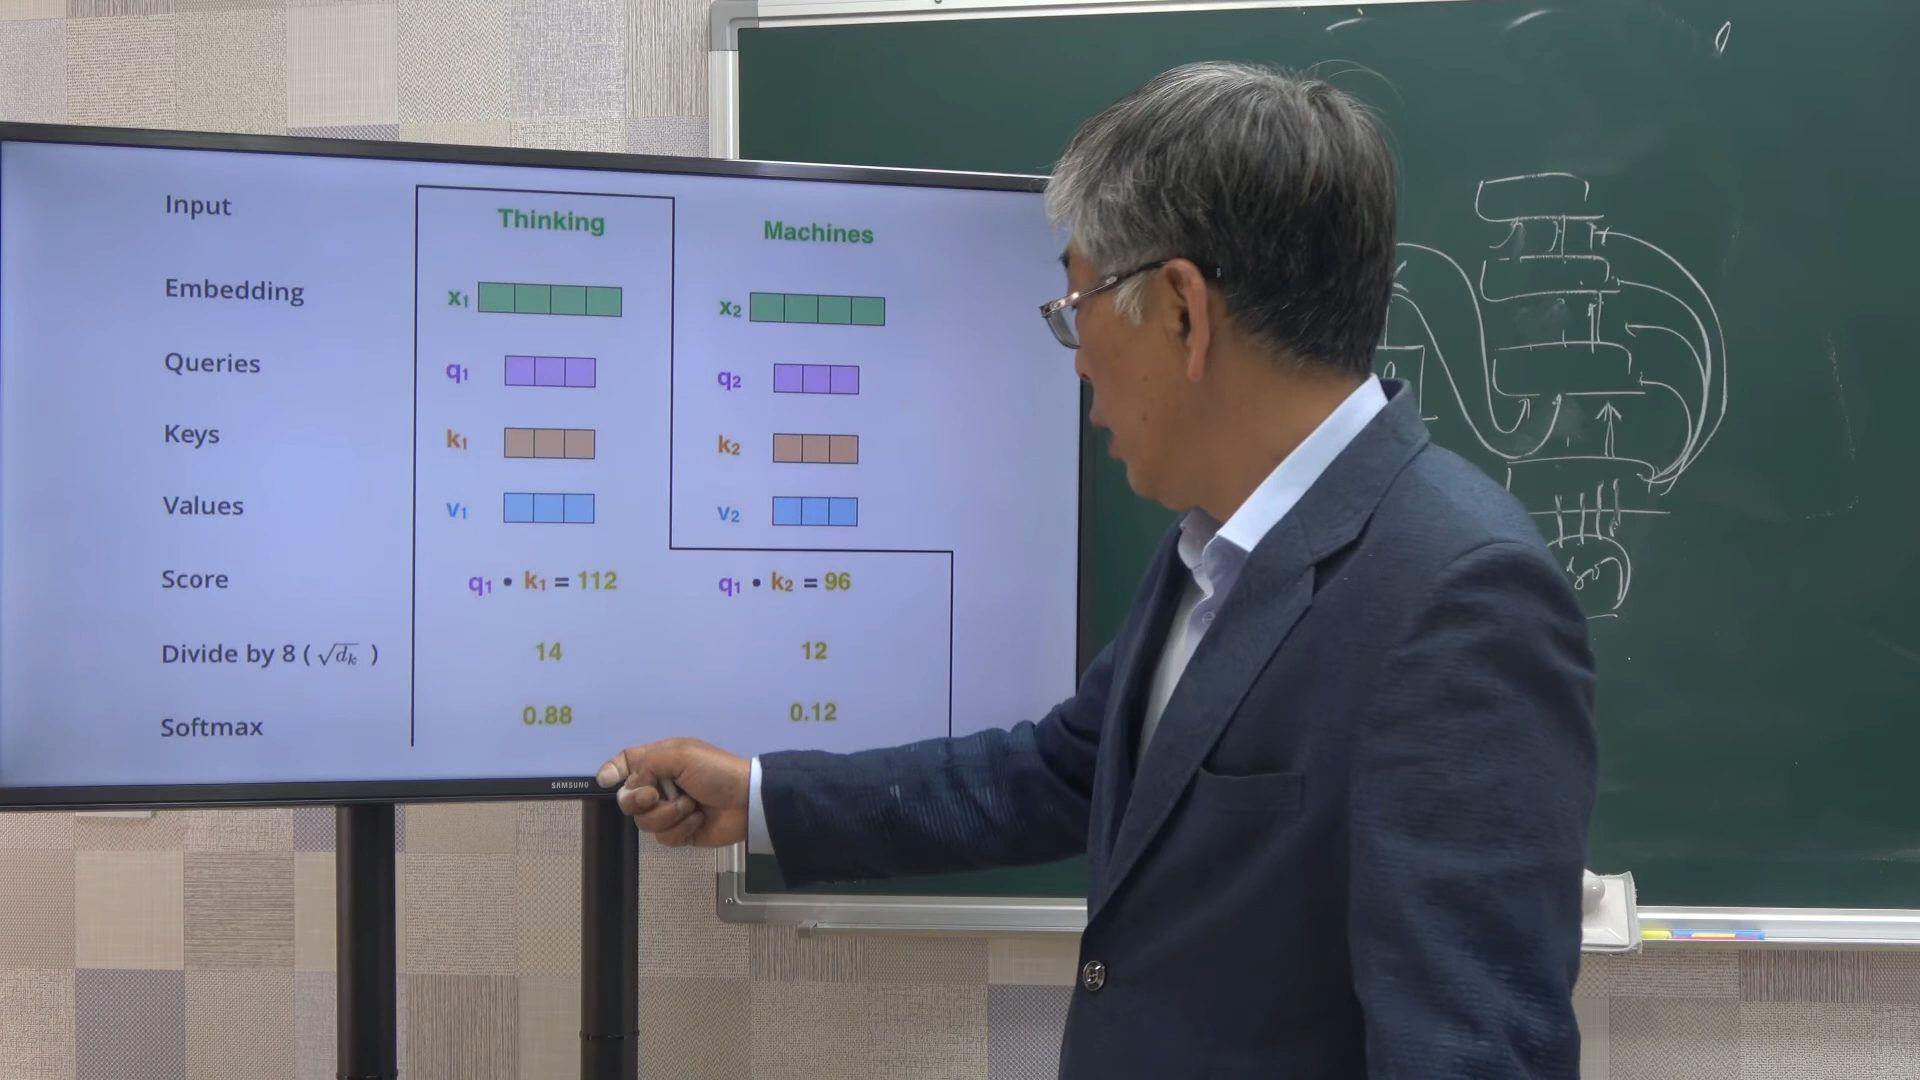 Input Thinking Machines
Embedding x₁ x₂
Queries q₁ q₂
Keys k₁ k₂
Values v₁ v₂
Score q₁ • k₁ = 112 q₁ • k₂ = 96
Divide by 8 ( √dₖ ) 14 12
Softmax 0.88 0.12
SAMSUNG